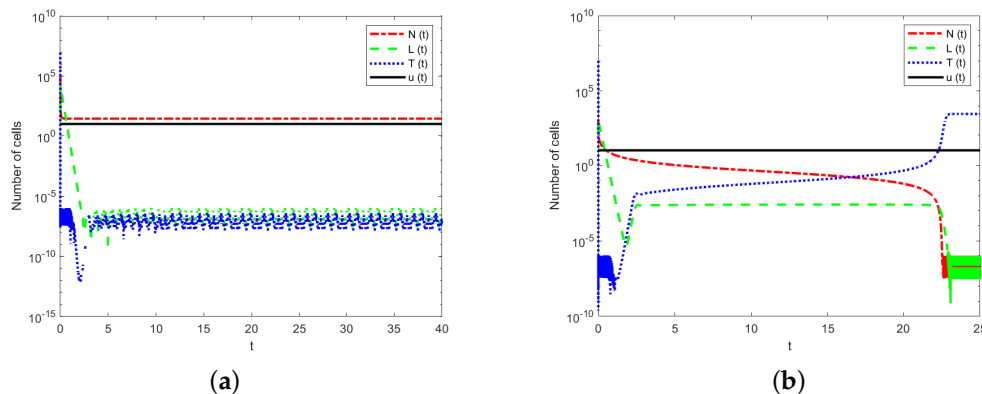 10^10
10^5
10^0
10^-5
10^-10
10^-15
Number of cells
0 5 10 15 20 25 30 35 40
t
N (t)
L (t)
T (t)
u (t)
(a)
10^10
10^5
10^0
10^-5
10^-10
Number of cells
0 5 10 15 20 25
t
N (t)
L (t)
T (t)
u (t)
(b)